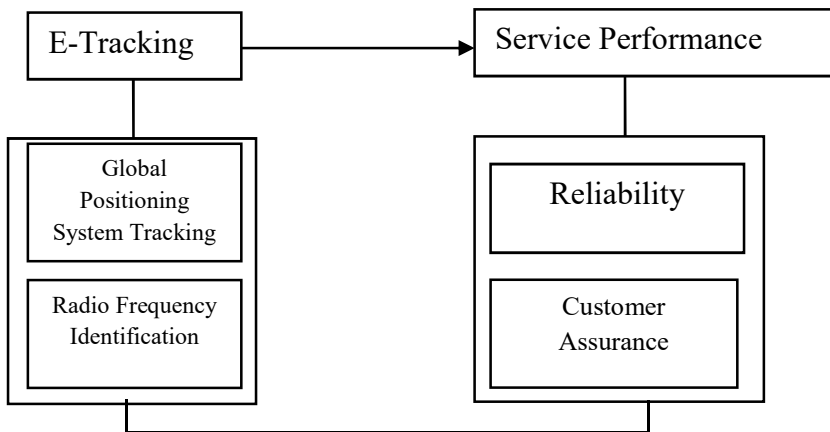 E-Tracking
Service Performance
Global
Positioning
System Tracking
Radio Frequency
Identification
Reliability
Customer
Assurance